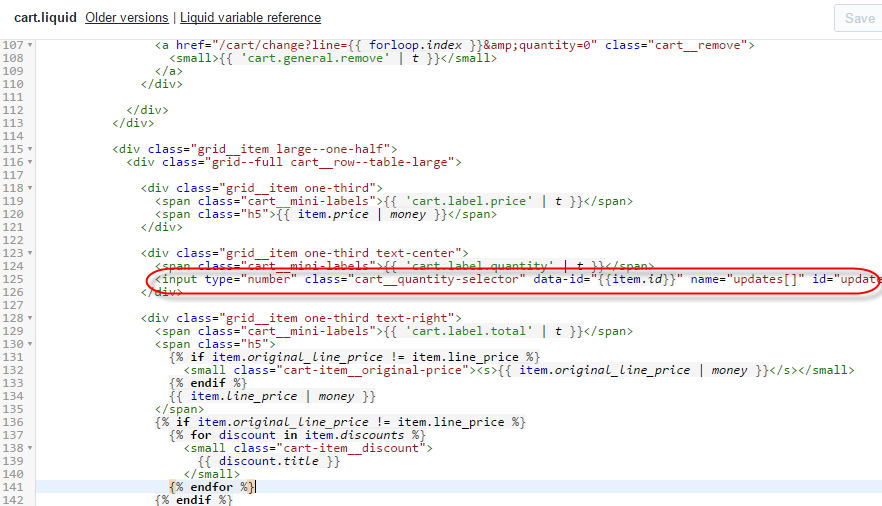 cart.liquid Older versions | Liquid variable reference Save
107 <a href="/cart/change?line={{ forloop.index }}&amp;quantity=0" class="cart__remove">
108 <small>{{ 'cart.general.remove' | t }}</small>
109 </a>
110 </div>
111
112 </div>
113 </div>
114
115 <div class="grid__item large--one-half">
116 <div class="grid--full cart__row--table-large">
117
118 <div class="grid__item one-third">
119 <span class="cart__mini-labels">{{ 'cart.label.price' | t }}</span>
120 <span class="h5">{{ item.price | money }}</span>
121 </div>
122
123 <div class="grid__item one-third text-center">
124 <span class="cart__mini-labels">{{ 'cart.label.quantity' | t }}</span>
125 <input type="number" class="cart__quantity-selector" data-id="{{item.id}}" name="updates[]" id="update
126 </div>
127
128 <div class="grid__item one-third text-right">
129 <span class="cart__mini-labels">{{ 'cart.label.total' | t }}</span>
130 <span class="h5">
131 {% if item.original_line_price != item.line_price %}
132 <small class="cart-item__original-price"><s>{{ item.original_line_price | money }}</s></small>
133 {% endif %}
134 {{ item.line_price | money }}
135 </span>
136 {% if item.original_line_price != item.line_price %}
137 {% for discount in item.discounts %}
138 <small class="cart-item__discount">
139 {{ discount.title }}
140 </small>
141 {% endfor %}
142 {% endif %}